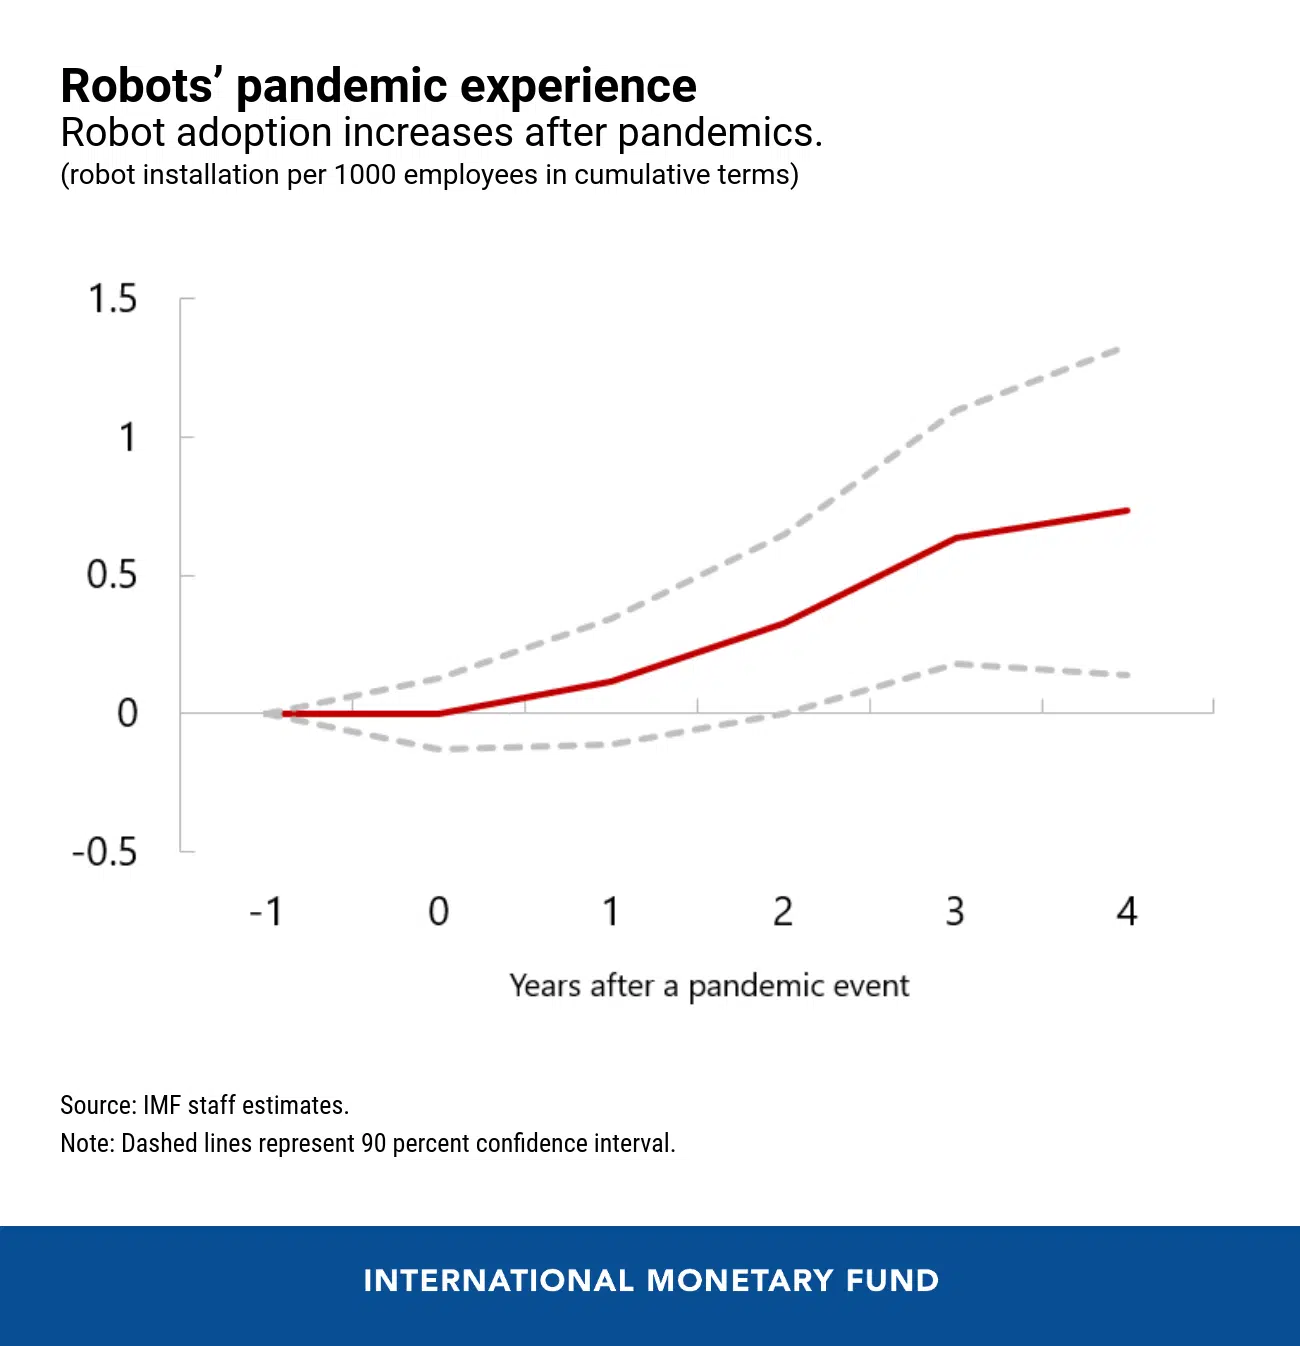 Robots’ pandemic experience
Robot adoption increases after pandemics.
(robot installation per 1000 employees in cumulative terms)
1.5
1
0.5
0
-0.5
-1 0 1 2 3 4
Years after a pandemic event
Source: IMF staff estimates.
Note: Dashed lines represent 90 percent confidence interval.
INTERNATIONAL MONETARY FUND